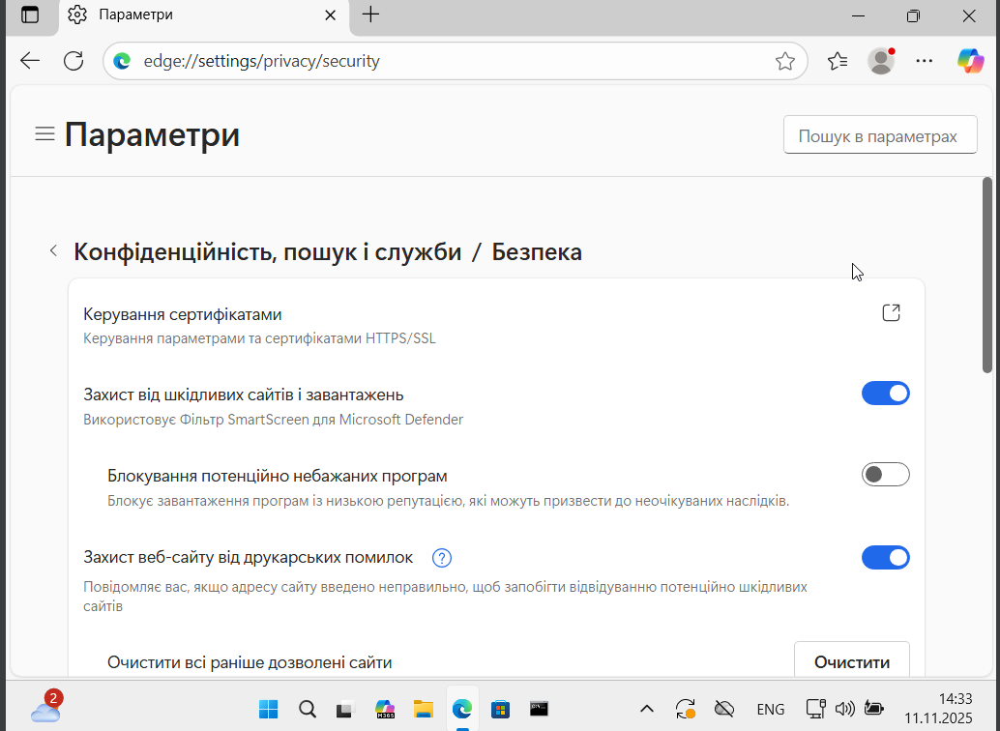 Параметри
edge://settings/privacy/security
Параметри
Пошук в параметрах
Конфіденційність, пошук і служби / Безпека
Керування сертифікатами
Керування параметрами та сертифікатами HTTPS/SSL
Захист від шкідливих сайтів і завантажень
Використовує Фільтр SmartScreen для Microsoft Defender
Блокування потенційно небажаних програм
Блокує завантаження програм із низькою репутацією, які можуть призвести до неочікуваних наслідків.
Захист веб-сайту від друкарських помилок ?
Повідомляє вас, якщо адресу сайту введено неправильно, щоб запобігти відвідуванню потенційно шкідливих
сайтів
Очистити всі раніше дозволені сайти
Очистити
2
M365
ENG
14:33
11.11.2025